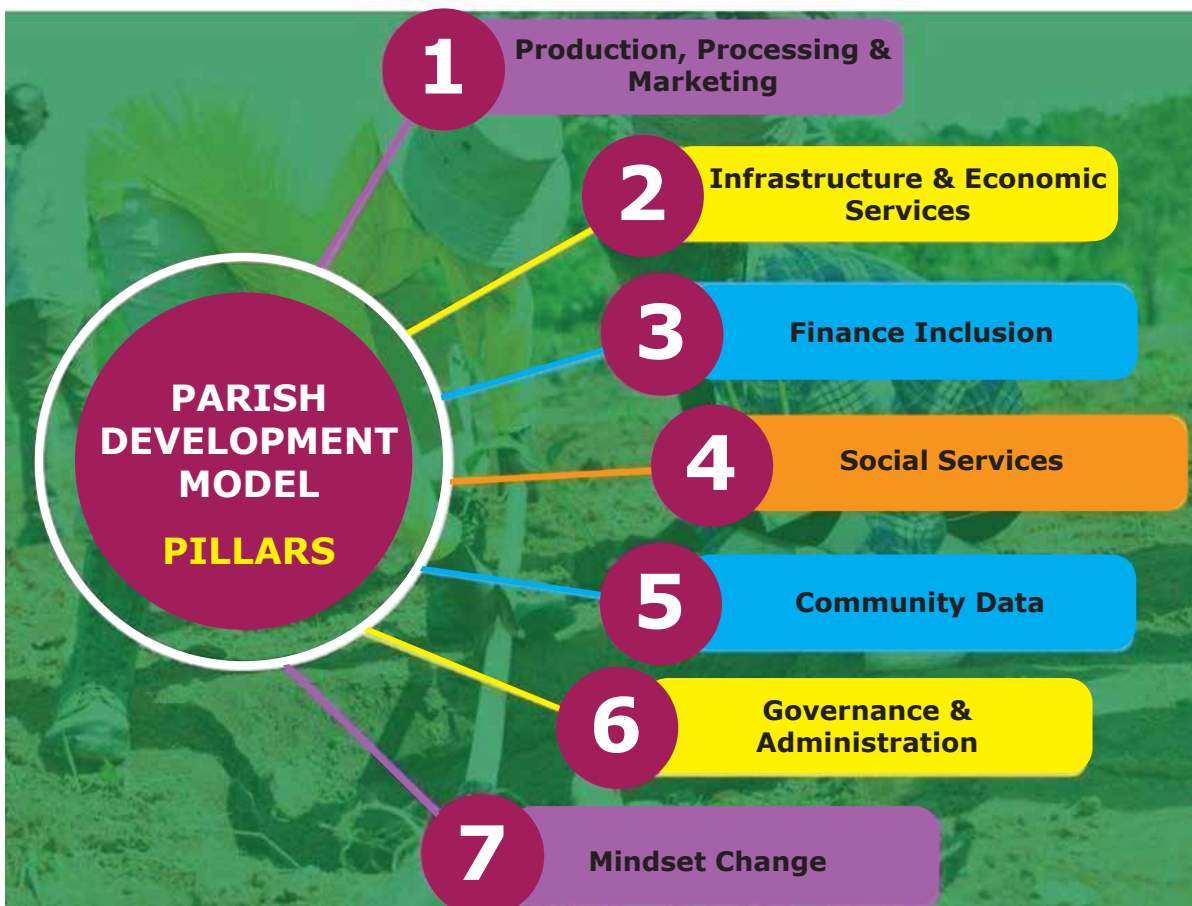 1
Production, Processing &
Marketing
2
Infrastructure & Economic
Services
3
Finance Inclusion
PARISH
DEVELOPMENT
MODEL
PILLARS
4
Social Services
5
Community Data
6
Governance &
Administration
7
Mindset Change